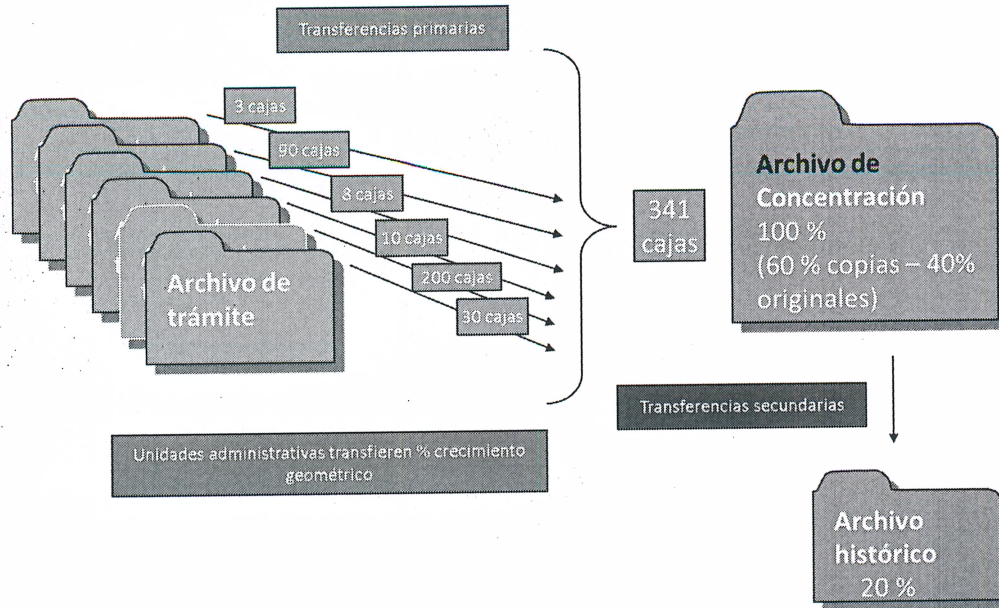 Transferencias primarias
3 cajas
90 cajas
8 cajas
10 cajas
200 cajas
30 cajas
Archivo de
trámite
341
cajas
Archivo de
Concentración
100 %
(60 % copias – 40%
originales)
Transferencias secundarias
Unidades administrativas transfieren % crecimiento
geométrico
Archivo
histórico
20 %